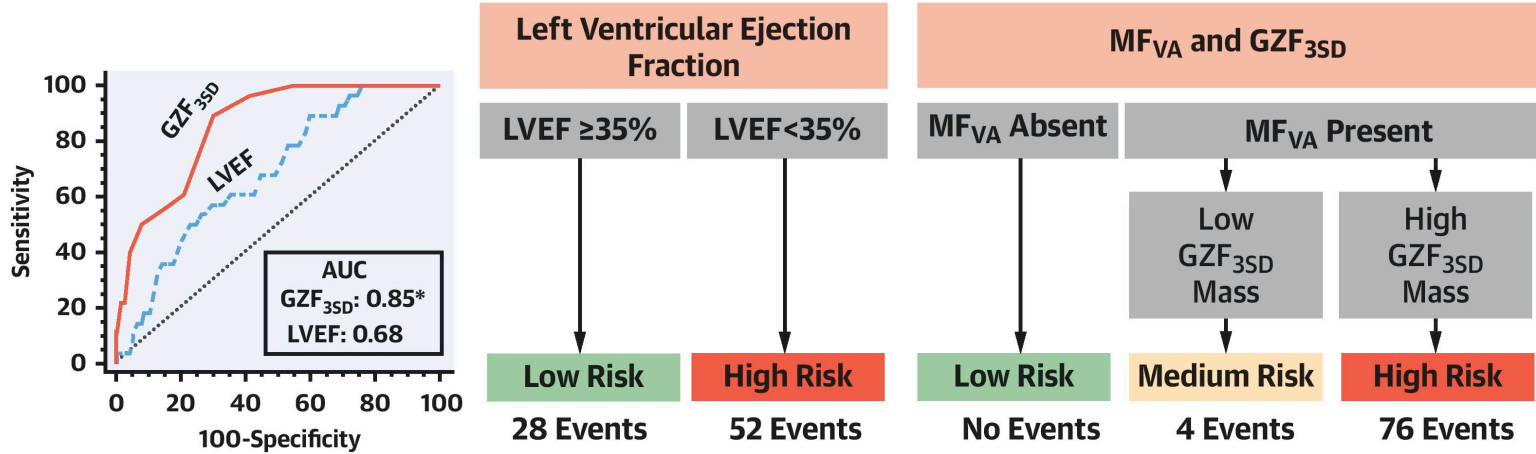 Sensitivity
100
80
60
40
20
0
0 20 40 60 80 100
100-Specificity
GZF3SD
LVEF
AUC
GZF3SD: 0.85*
LVEF: 0.68
Left Ventricular Ejection
Fraction
LVEF ≥35%
LVEF<35%
Low Risk
High Risk
28 Events
52 Events
MFVA and GZF3SD
MFVA Absent
MFVA Present
Low
GZF3SD
Mass
High
GZF3SD
Mass
Low Risk
Medium Risk
High Risk
No Events
4 Events
76 Events